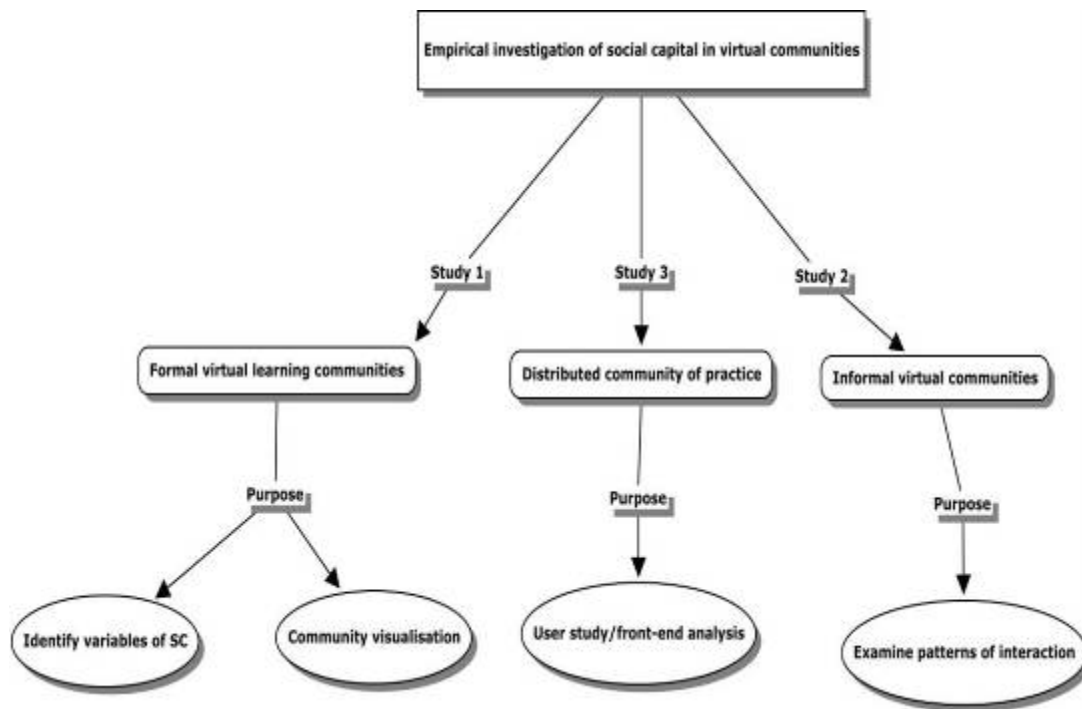 Empirical investigation of social capital in virtual communities
Study 1
Study 3
Study 2
Formal virtual learning communities
Distributed community of practice
Informal virtual communities
Purpose
Purpose
Purpose
Identify variables of SC
Community visualisation
User study/front-end analysis
Examine patterns of interaction